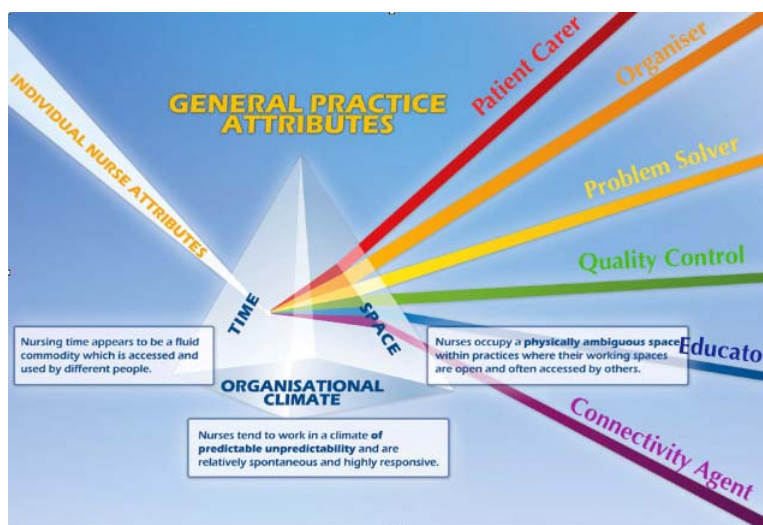 INDIVIDUAL NURSE ATTRIBUTES
GENERAL PRACTICE
ATTRIBUTES
Patient Carer
Organiser
Problem Solver
Quality Control
Educato
Connectivity Agent
TIME
SPACE
ORGANISATIONAL
CLIMATE
Nursing time appears to be a fluid
commodity which is accessed and
used by different people.
Nurses occupy a physically ambiguous space
within practices where their working spaces
are open and often accessed by others.
Nurses tend to work in a climate of
predictable unpredictability and are
relatively spontaneous and highly responsive.